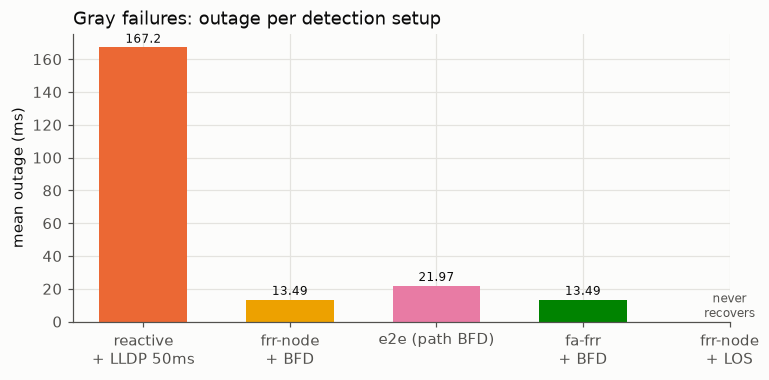 Gray failures: outage per detection setup
mean outage (ms)
160
140
120
100
80
60
40
20
0
167.2
13.49
21.97
13.49
never
recovers
reactive
+ LLDP 50ms
frr-node
+ BFD
e2e (path BFD)
fa-frr
+ BFD
frr-node
+ LOS